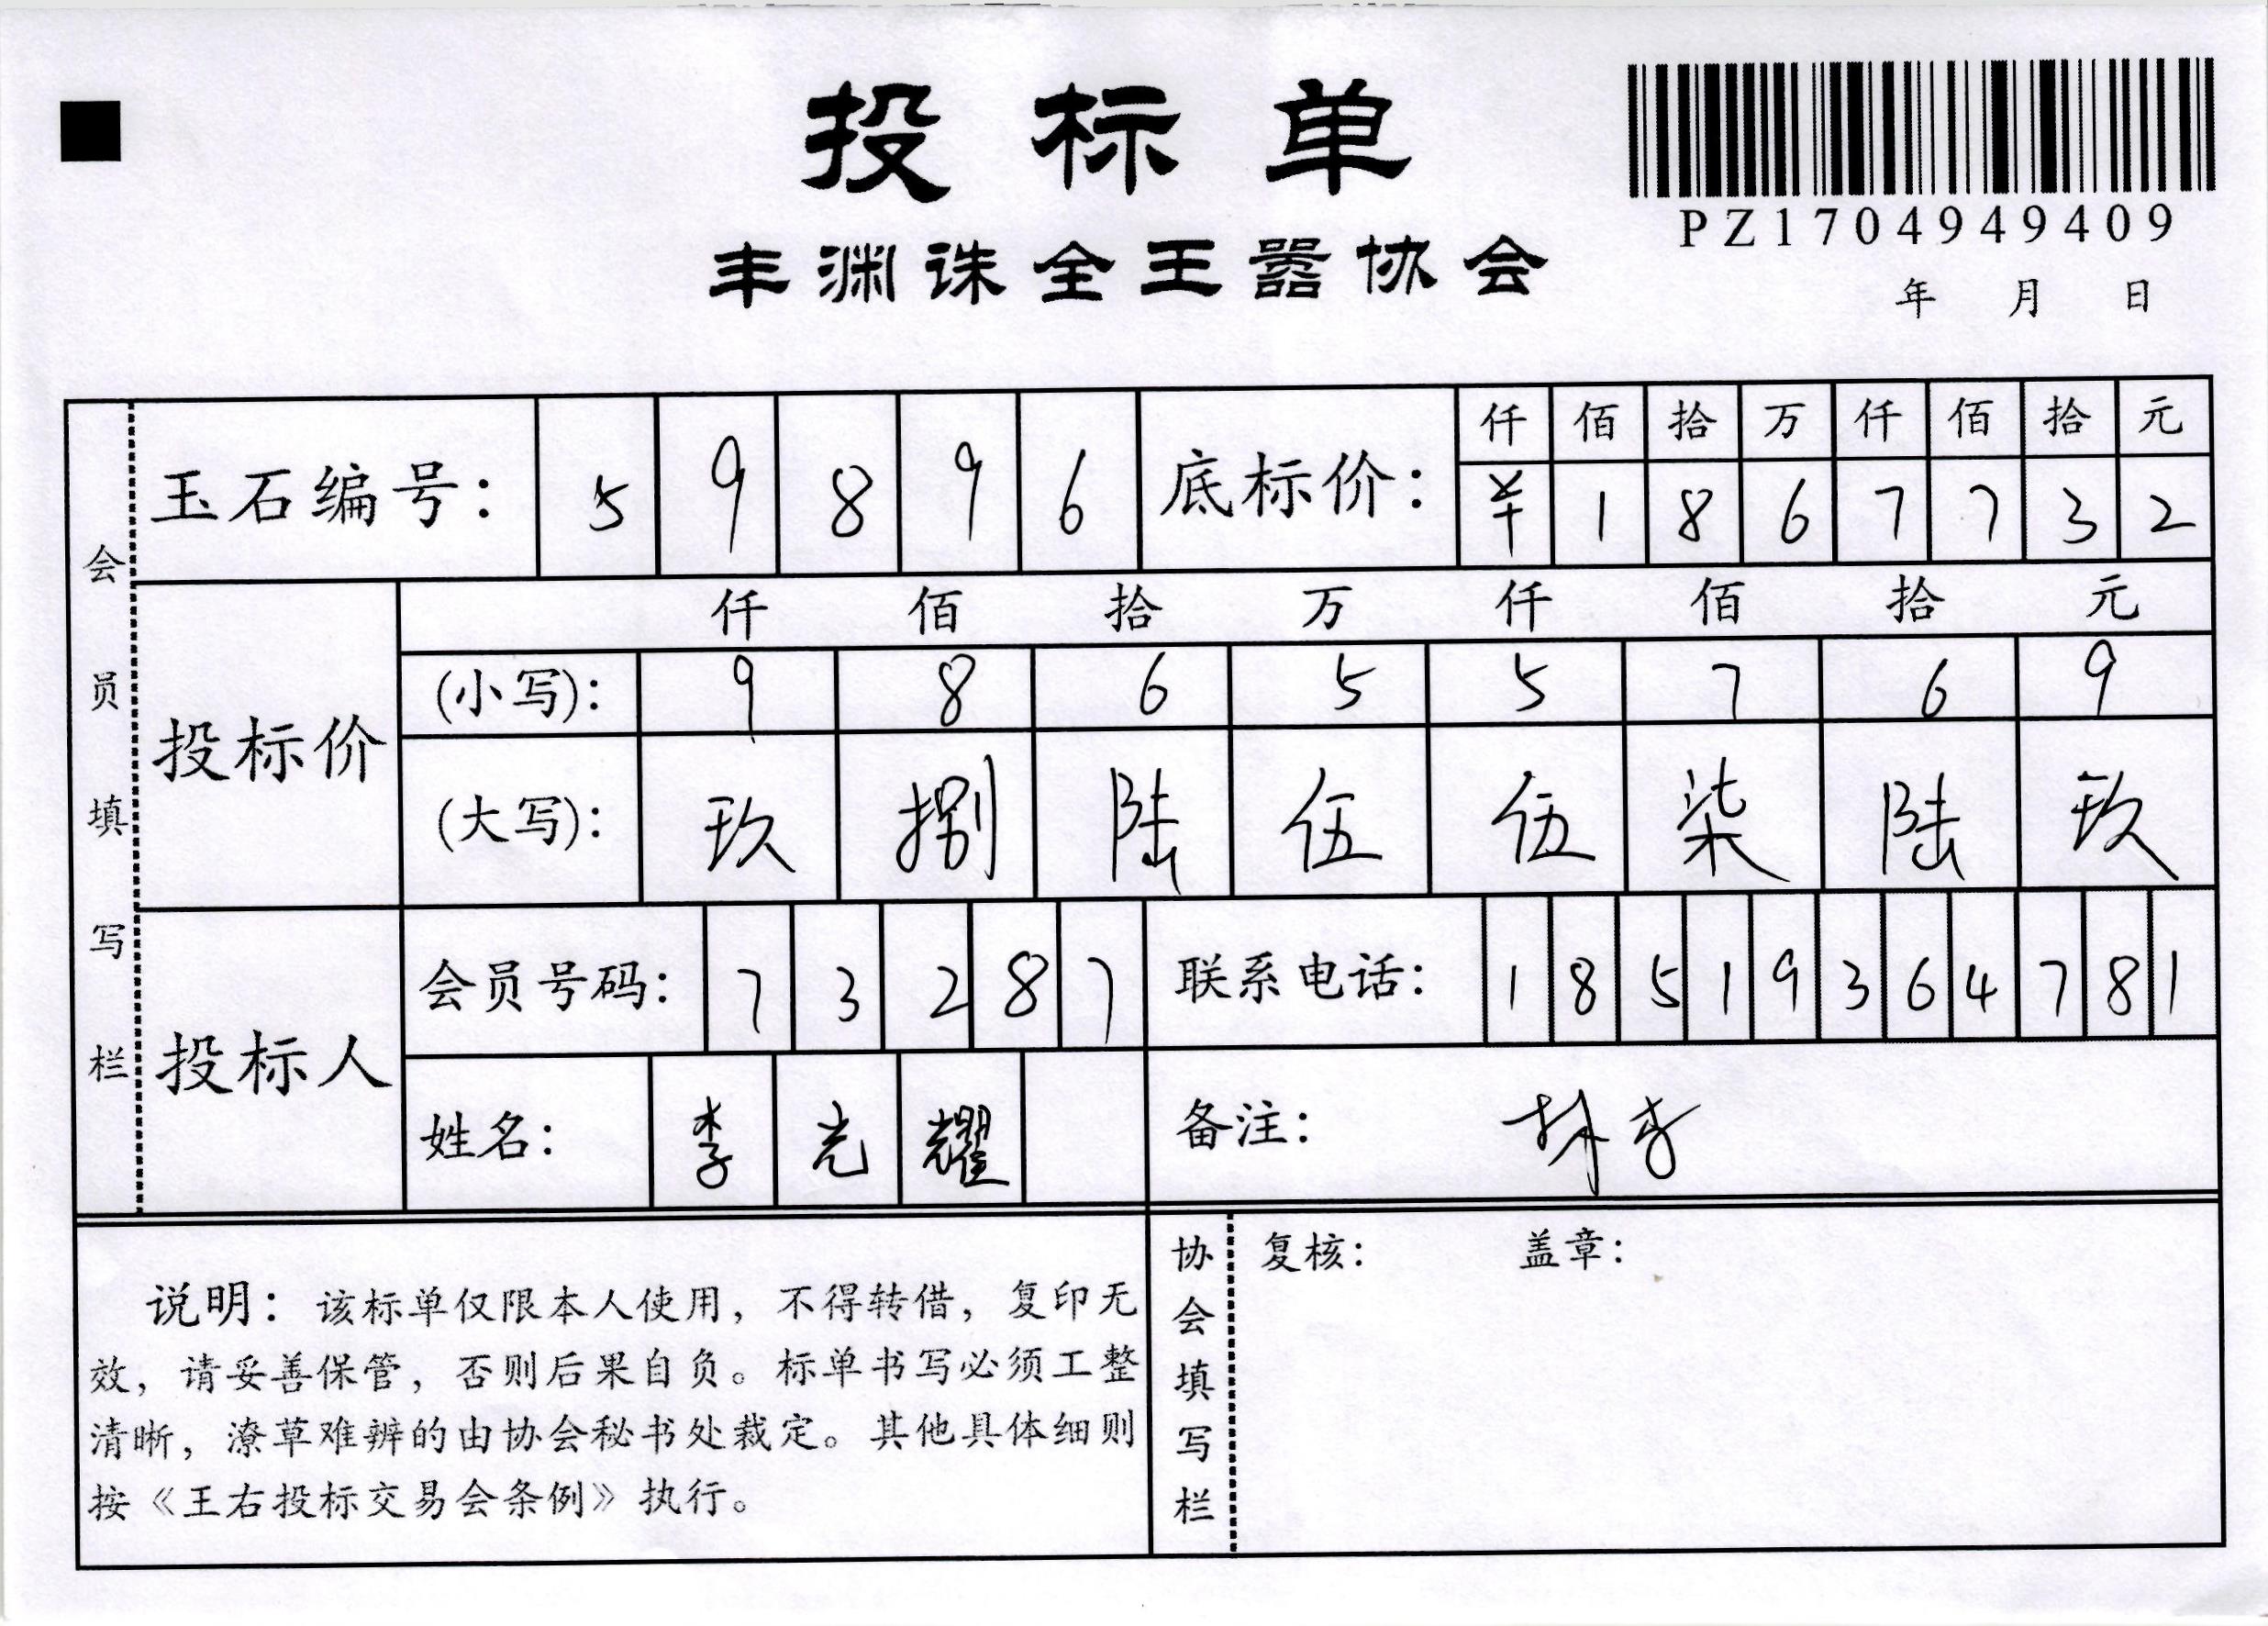 投标单
PZ1704949409
丰渊诛全王嚣协会
年 月 日
会员填写栏
玉石编号： 5 9 8 9 6
底标价： 仟 佰 拾 万 仟 佰 拾 元
¥ 1 8 6 7 7 3 2
投标价
仟 佰 拾 万 仟 佰 拾 元
(小写)： 9 8 6 5 5 7 6 9
(大写)： 玖 捌 陆 伍 伍 柒 陆 玖
投标人
会员号码： 7 3 2 8 7
联系电话： 1 8 5 1 9 3 6 4 7 8 1
姓名： 李 光 耀
备注：
说明：该标单仅限本人使用，不得转借，复印无
效，请妥善保管，否则后果自负。标单书写必须工整
清晰，潦草难辨的由协会秘书处裁定。其他具体细则
按《王右投标交易会条例》执行。
协会填写栏
复核： 盖章：